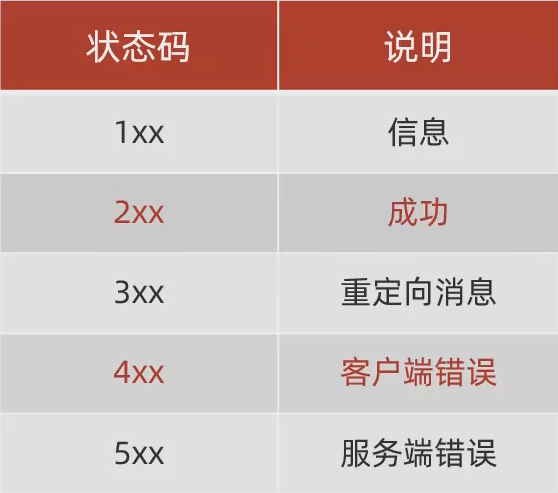 状态码 说明
1xx 信息
2xx 成功
3xx 重定向消息
4xx 客户端错误
5xx 服务端错误